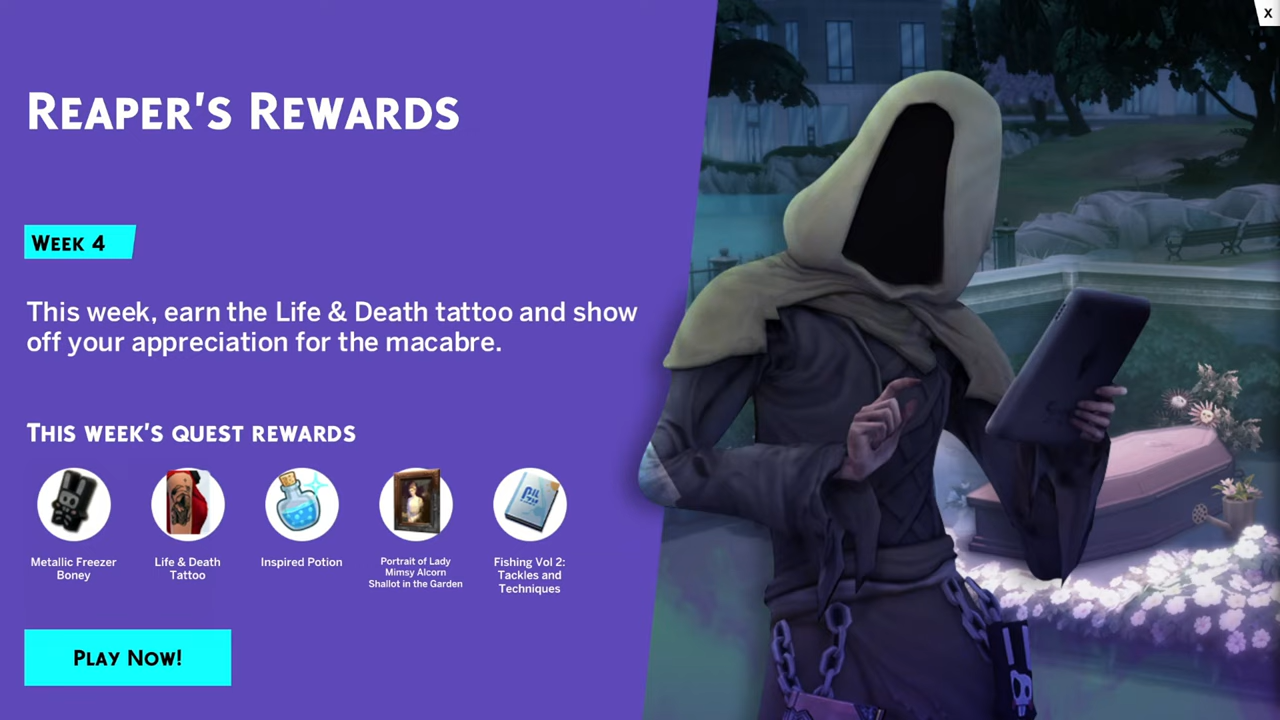 X
REAPER'S REWARDS
WEEK 4
This week, earn the Life & Death tattoo and show
off your appreciation for the macabre.
THIS WEEK'S QUEST REWARDS
Metallic Freezer
Boney
Life & Death
Tattoo
Inspired Potion
Portrait of Lady
Mimsy Alcorn
Shallot in the Garden
Fishing Vol 2:
Tackles and
Techniques
PLAY NOW!